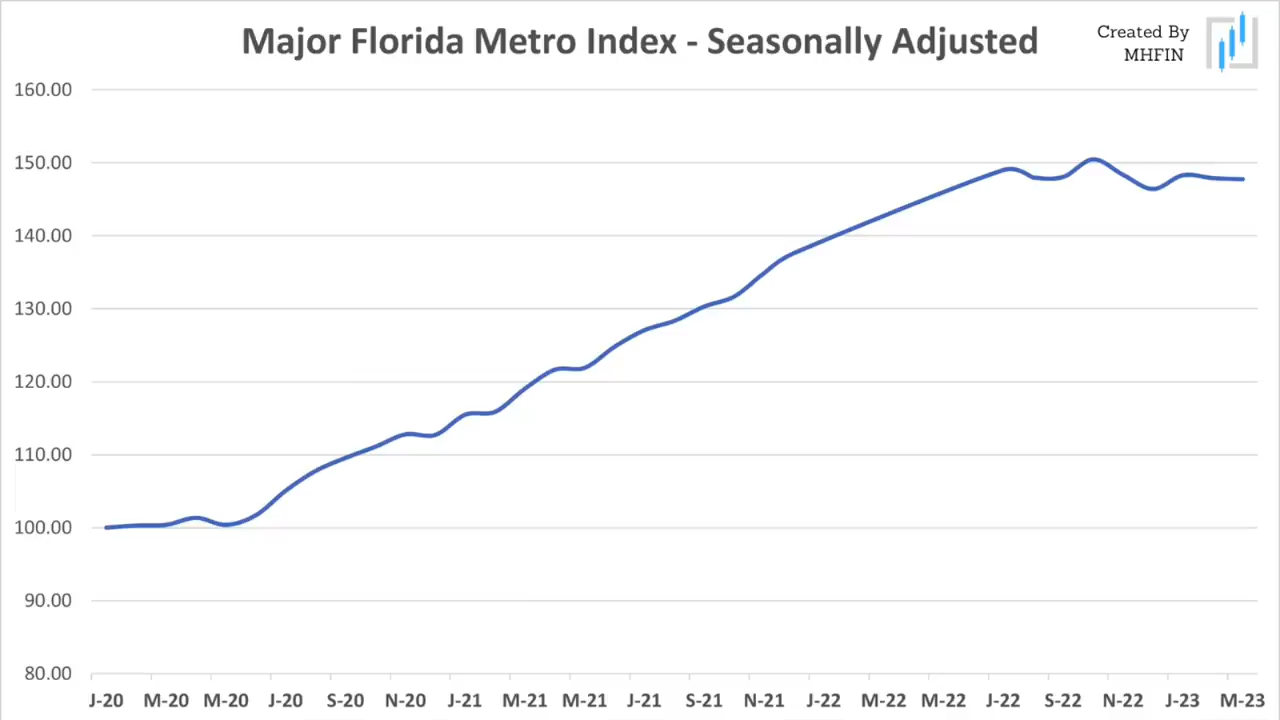 Major Florida Metro Index - Seasonally Adjusted
Created By
MHFIN
160.00
150.00
140.00
130.00
120.00
110.00
100.00
90.00
80.00
J-20 M-20 M-20 J-20 S-20 N-20 J-21 M-21 M-21 J-21 S-21 N-21 J-22 M-22 M-22 J-22 S-22 N-22 J-23 M-23